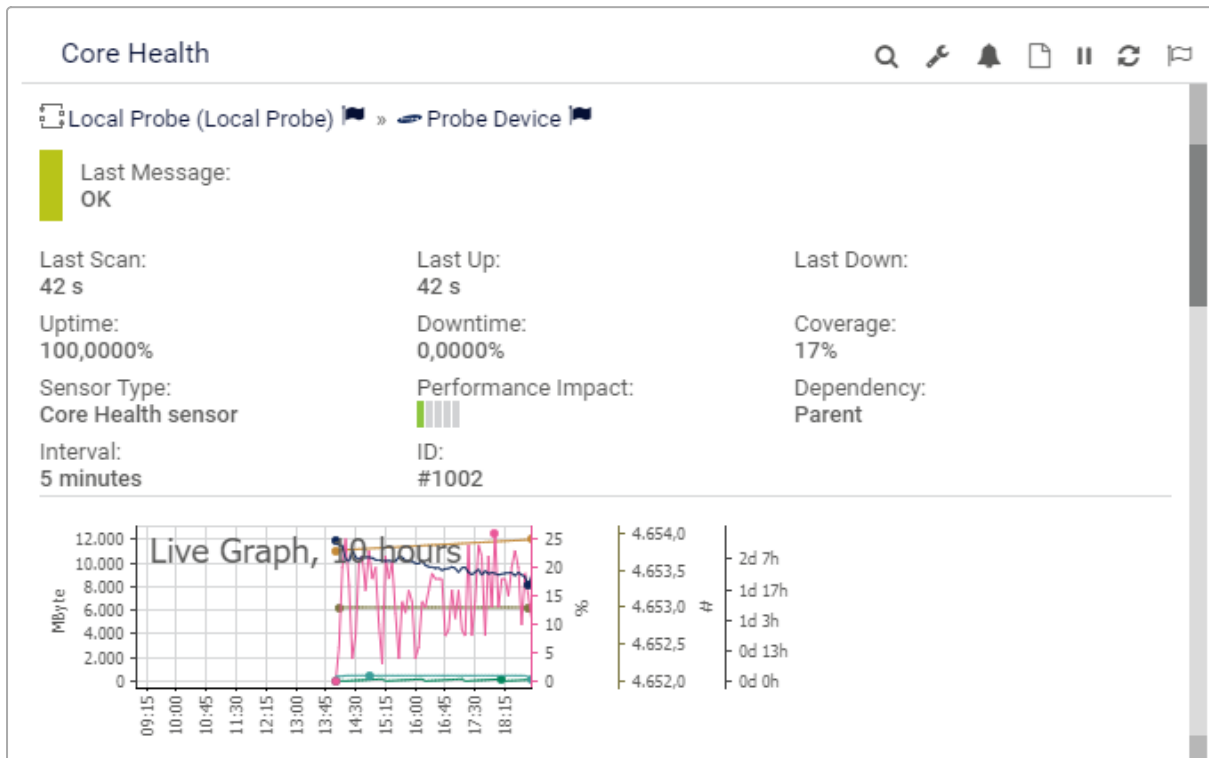 Core Health
Local Probe (Local Probe) » Probe Device
Last Message:
OK
Last Scan: Last Up: Last Down:
42 s 42 s
Uptime: Downtime: Coverage:
100,0000% 0,0000% 17%
Sensor Type: Performance Impact: Dependency:
Core Health sensor Parent
Interval: ID:
5 minutes #1002
Live Graph, 10 hours
MByte
12.000
10.000
8.000
6.000
4.000
2.000
0
%
25
20
15
10
5
0
#
4.654,0
4.653,5
4.653,0
4.652,5
4.652,0
2d 7h
1d 17h
1d 3h
0d 13h
0d 0h
09:15 10:00 10:45 11:30 12:15 13:00 13:45 14:30 15:15 16:00 16:45 17:30 18:15